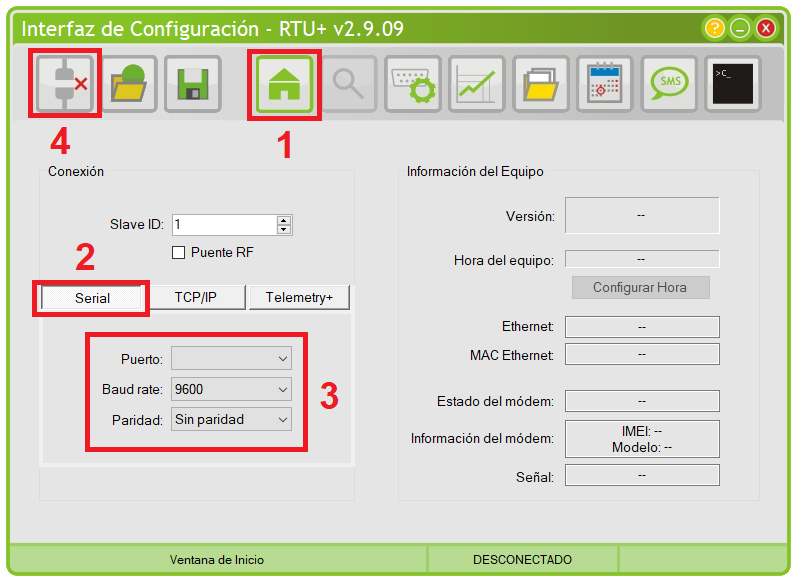 Interfaz de Configuración - RTU+ v2.9.09
?
SMS
>C_
4
1
Conexión
Slave ID: 1
Puente RF
2
Serial
TCP/IP
Telemetry+
Puerto:
Baud rate: 9600
Paridad: Sin paridad
3
Información del Equipo
Versión: --
Hora del equipo: --
Configurar Hora
Ethernet: --
MAC Ethernet: --
Estado del módem: --
Información del módem: IMEI: --
Modelo: --
Señal: --
Ventana de Inicio
DESCONECTADO